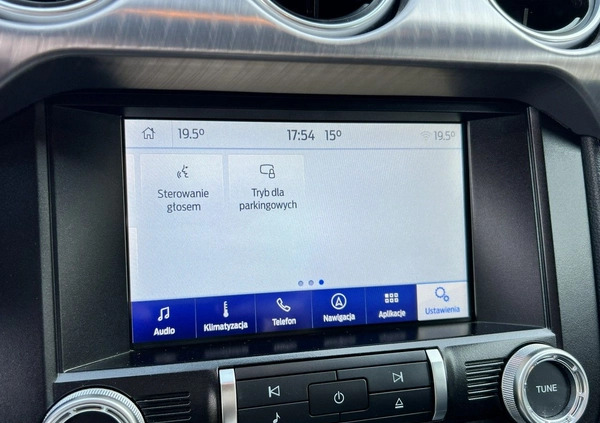 19.5° 17:54 15° 19.5°
Sterowanie głosem
Tryb dla parkingowych
Audio Klimatyzacja Telefon Nawigacja Aplikacje Ustawienia
TUNE